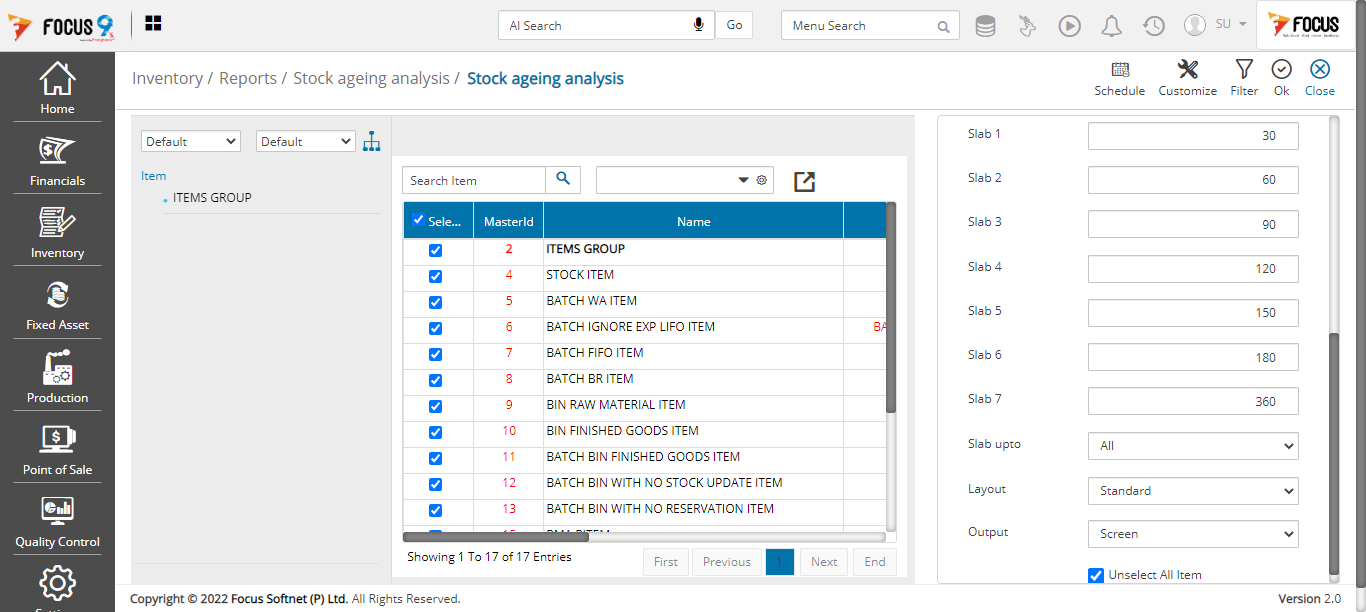 FOCUS 9
AI Search
Go
Menu Search
SU
FOCUS
Inventory / Reports / Stock ageing analysis / Stock ageing analysis
Schedule
Customize
Filter
Ok
Close
Home
Financials
Inventory
Fixed Asset
Production
Point of Sale
Quality Control
Default
Default
Item
ITEMS GROUP
Search Item
Sele... MasterId Name
2 ITEMS GROUP
4 STOCK ITEM
5 BATCH WA ITEM
6 BATCH IGNORE EXP LIFO ITEM BA
7 BATCH FIFO ITEM
8 BATCH BR ITEM
9 BIN RAW MATERIAL ITEM
10 BIN FINISHED GOODS ITEM
11 BATCH BIN FINISHED GOODS ITEM
12 BATCH BIN WITH NO STOCK UPDATE ITEM
13 BATCH BIN WITH NO RESERVATION ITEM
Showing 1 To 17 of 17 Entries
First
Previous
1
Next
End
Slab 1 30
Slab 2 60
Slab 3 90
Slab 4 120
Slab 5 150
Slab 6 180
Slab 7 360
Slab upto All
Layout Standard
Output Screen
Unselect All Item
Copyright © 2022 Focus Softnet (P) Ltd. All Rights Reserved.
Version 2.0